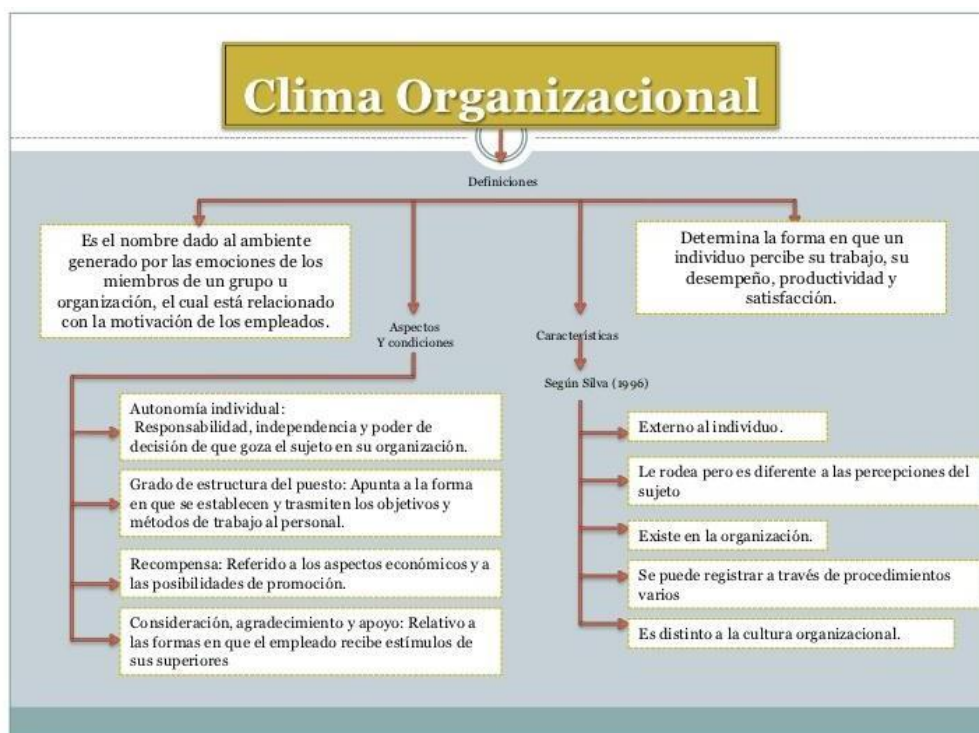 Clima Organizacional
Definiciones
Es el nombre dado al ambiente
generado por las emociones de los
miembros de un grupo u
organización, el cual está relacionado
con la motivación de los empleados.
Determina la forma en que un
individuo percibe su trabajo, su
desempeño, productividad y
satisfacción.
Aspectos
Y condiciones
Autonomía individual:
Responsabilidad, independencia y poder de
decisión de que goza el sujeto en su organización.
Grado de estructura del puesto: Apunta a la forma
en que se establecen y trasmiten los objetivos y
métodos de trabajo al personal.
Recompensa: Referido a los aspectos económicos y a
las posibilidades de promoción.
Consideración, agradecimiento y apoyo: Relativo a
las formas en que el empleado recibe estímulos de
sus superiores
Características
Según Silva (1996)
Externo al individuo.
Le rodea pero es diferente a las percepciones del
sujeto
Existe en la organización.
Se puede registrar a través de procedimientos
varios
Es distinto a la cultura organizacional.